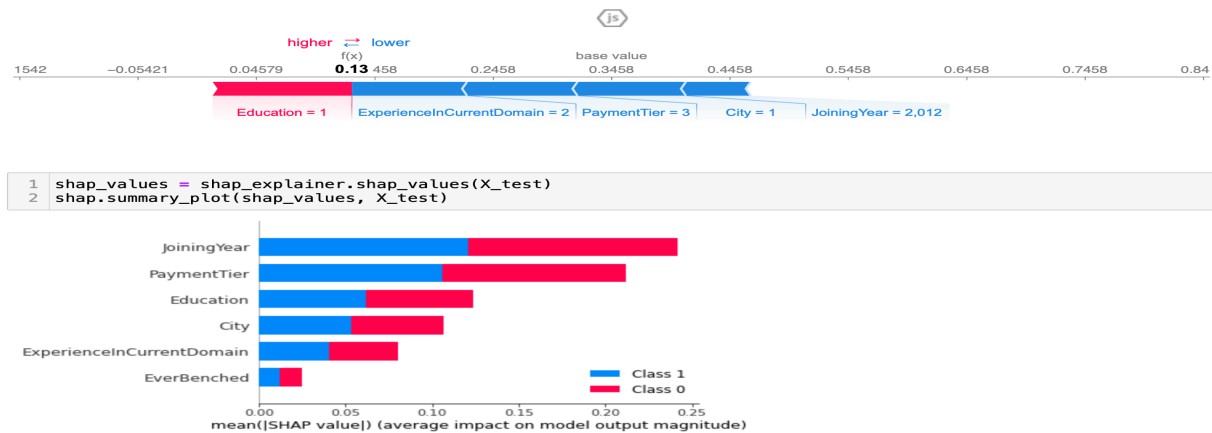 js
higher lower
f(x) base value
1542 −0.05421 0.04579 0.13 458 0.2458 0.3458 0.4458 0.5458 0.6458 0.7458 0.84
Education = 1 ExperienceInCurrentDomain = 2 PaymentTier = 3 City = 1 JoiningYear = 2,012
1 shap_values = shap_explainer.shap_values(X_test)
2 shap.summary_plot(shap_values, X_test)
JoiningYear
PaymentTier
Education
City
ExperienceInCurrentDomain
EverBenched
Class 1
Class 0
0.00 0.05 0.10 0.15 0.20 0.25
mean(|SHAP value|) (average impact on model output magnitude)